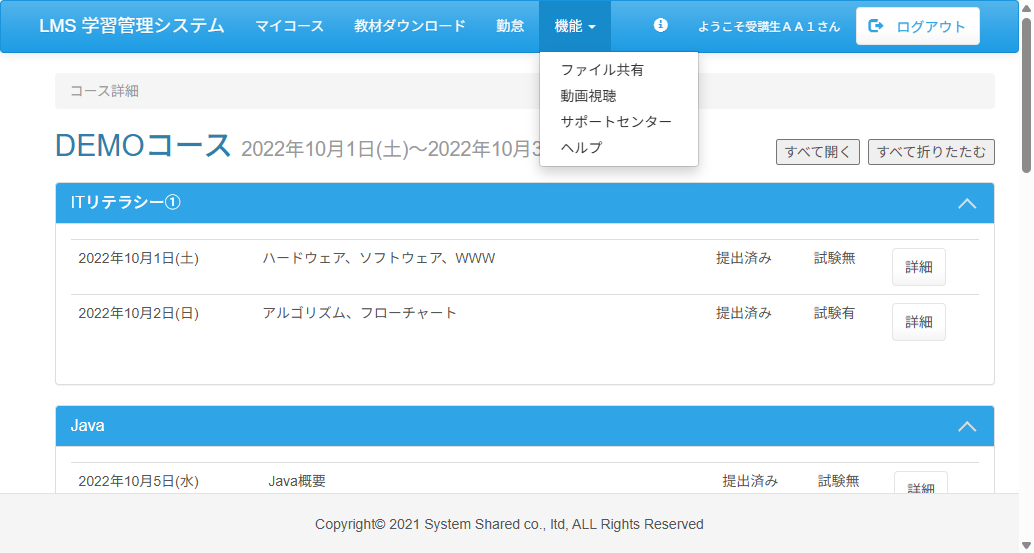 LMS 学習管理システム マイコース 教材ダウンロード 勤怠 機能 ようこそ受講生ＡＡ１さん ログアウト
ファイル共有
動画視聴
サポートセンター
ヘルプ
コース詳細
DEMOコース 2022年10月1日(土)～2022年10月3
すべて開く すべて折りたたむ
ITリテラシー①
2022年10月1日(土) ハードウェア、ソフトウェア、WWW 提出済み 試験無 詳細
2022年10月2日(日) アルゴリズム、フローチャート 提出済み 試験有 詳細
Java
2022年10月5日(水) Java概要 提出済み 試験無 詳細
Copyright© 2021 System Shared co., ltd, ALL Rights Reserved